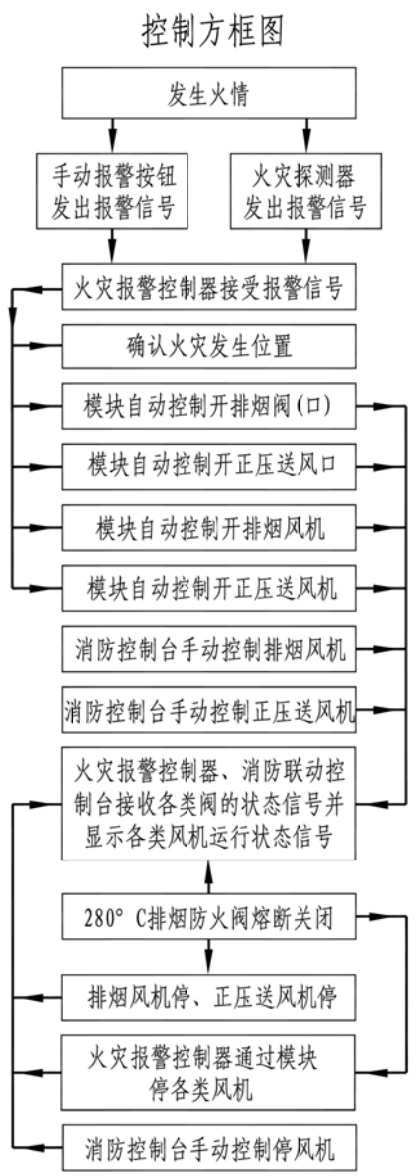 控制方框图
发生火情
手动报警按钮
发出报警信号
火灾探测器
发出报警信号
火灾报警控制器接受报警信号
确认火灾发生位置
模块自动控制开排烟阀(口)
模块自动控制开正压送风口
模块自动控制开排烟风机
模块自动控制开正压送风机
消防控制台手动控制排烟风机
消防控制台手动控制正压送风机
火灾报警控制器、消防联动控
制台接收各类阀的状态信号并
显示各类风机运行状态信号
280° C排烟防火阀熔断关闭
排烟风机停、正压送风机停
火灾报警控制器通过模块
停各类风机
消防控制台手动控制停风机